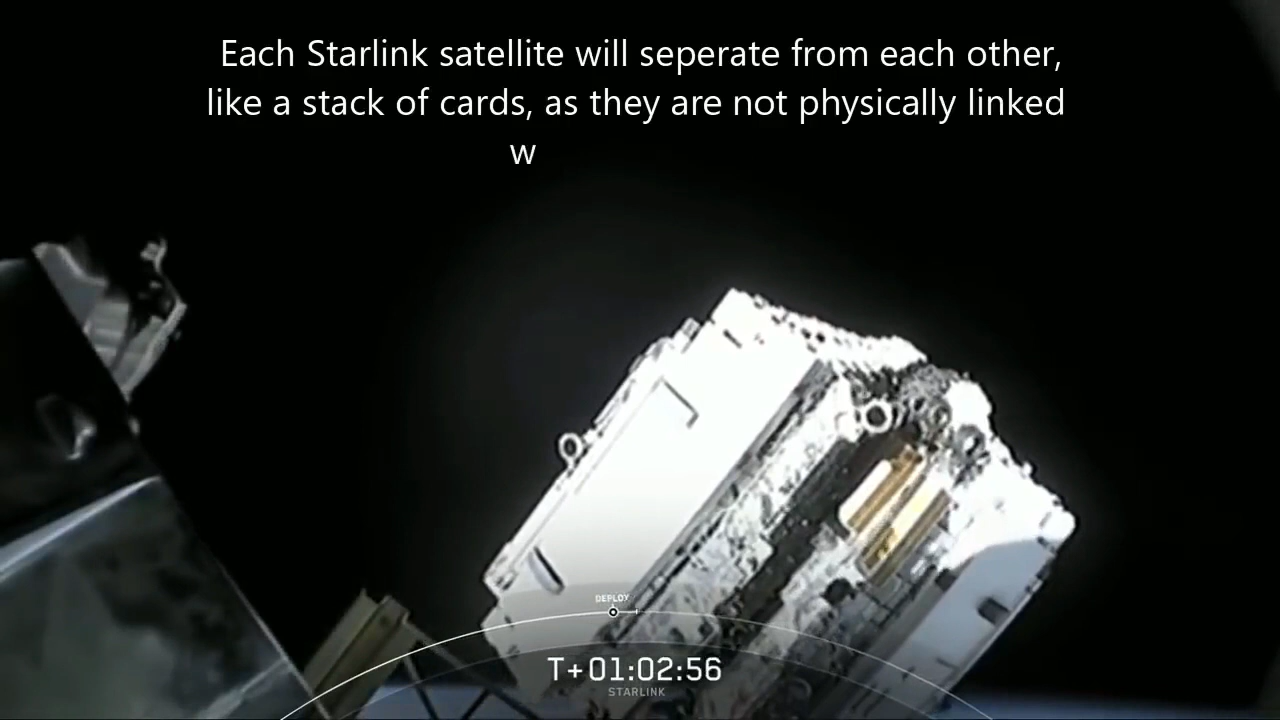 Each Starlink satellite will seperate from each other,
like a stack of cards, as they are not physically linked
w
DEPLOY
T+01:02:56
STARLINK